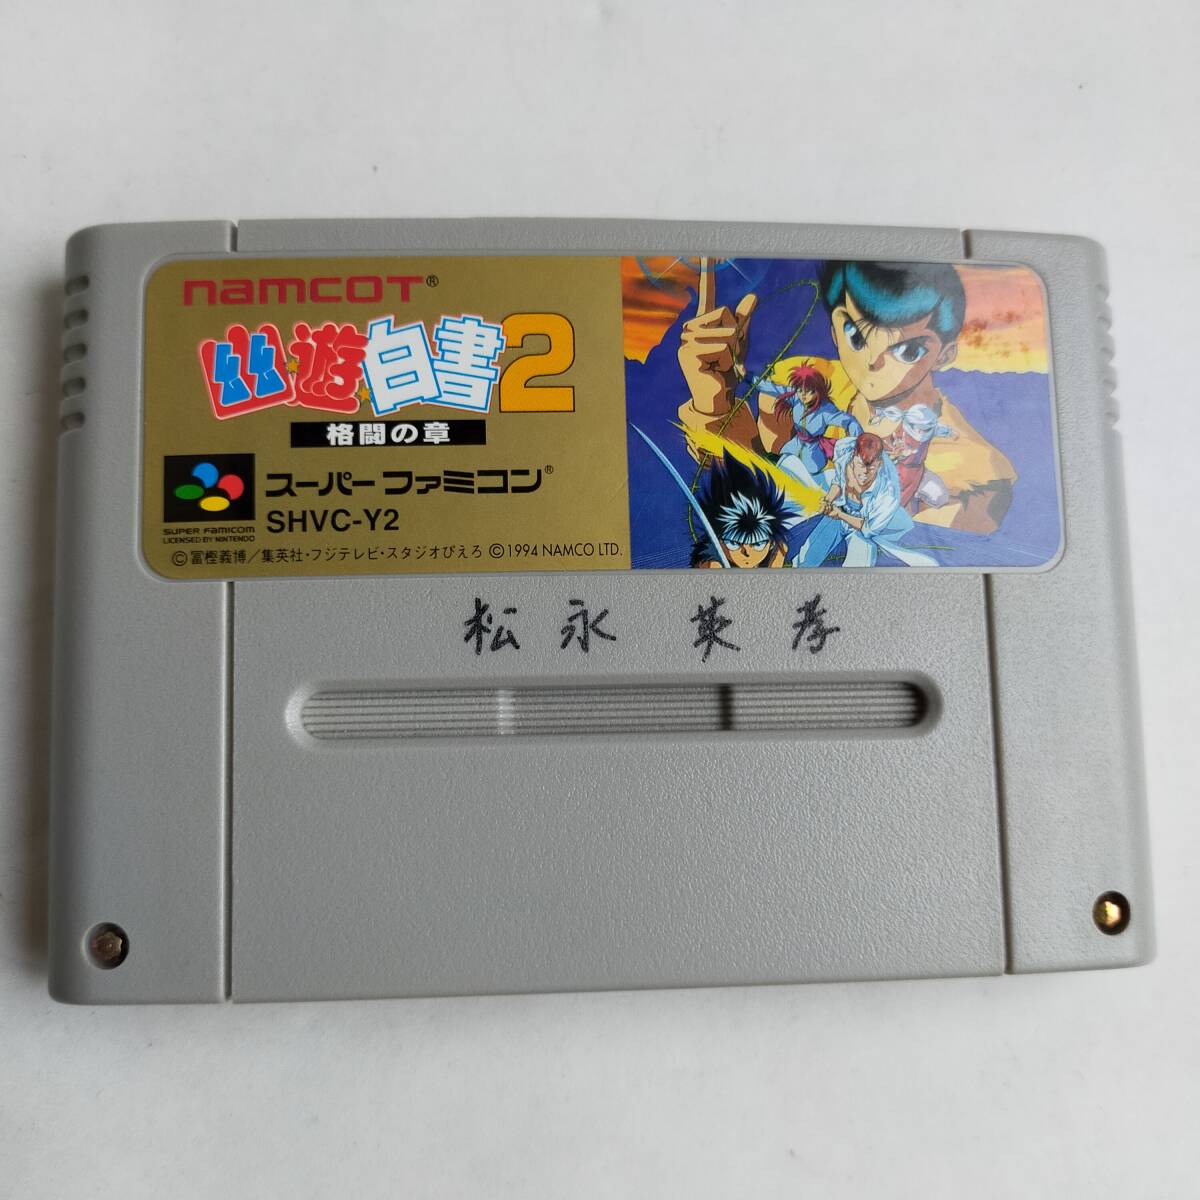 namcot®
幽☆遊☆白書2
格闘の章
スーパーファミコン®
SUPER FAMICOM
LICENSED BY NINTENDO
SHVC-Y2
©冨樫義博／集英社・フジテレビ・スタジオぴえろ ©1994 NAMCO LTD.
松永 英孝